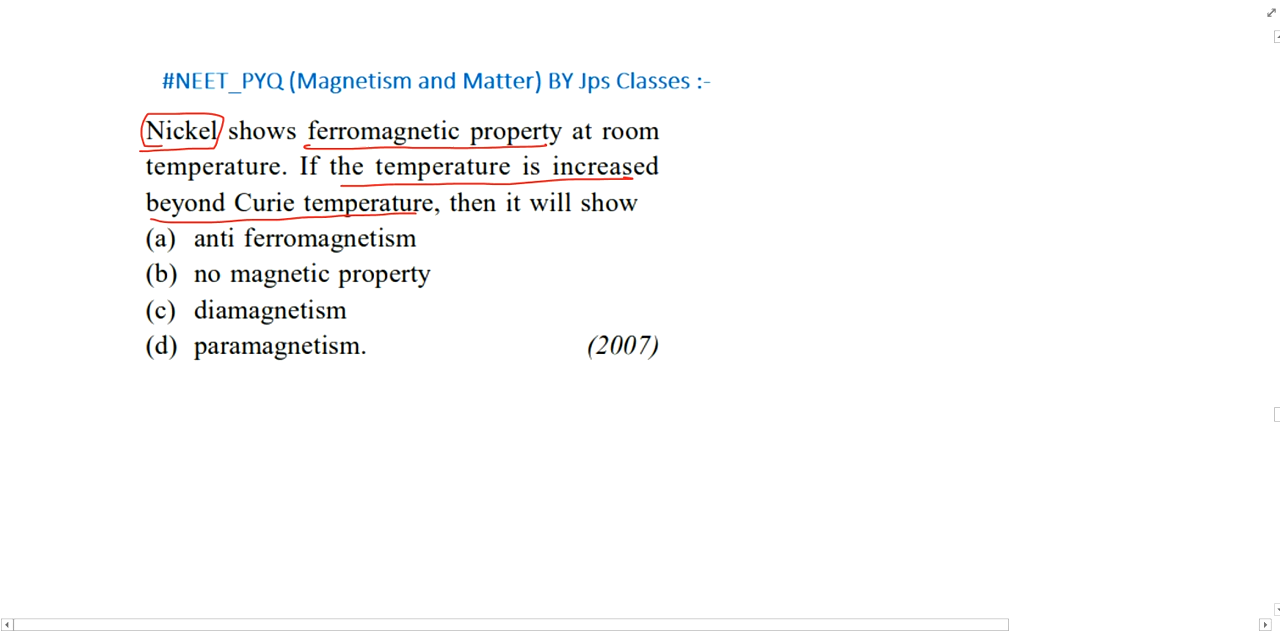 #NEET_PYQ (Magnetism and Matter) BY Jps Classes :-
Nickel shows ferromagnetic property at room
temperature. If the temperature is increased
beyond Curie temperature, then it will show
(a) anti ferromagnetism
(b) no magnetic property
(c) diamagnetism
(d) paramagnetism. (2007)